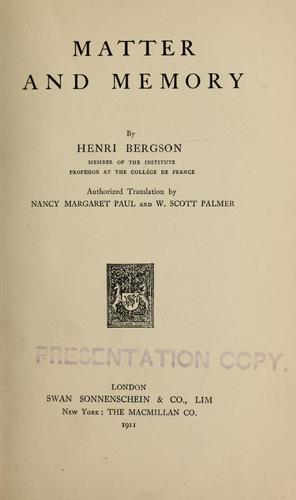 MATTER
AND MEMORY
By
HENRI BERGSON
MEMBER OF THE INSTITUTE
PROFESSOR AT THE COLLÈGE DE FRANCE
Authorized Translation by
NANCY MARGARET PAUL AND W. SCOTT PALMER
PRESENTATION COPY.
LONDON
SWAN SONNENSCHEIN & CO., LIM
NEW YORK: THE MACMILLAN CO.
1911